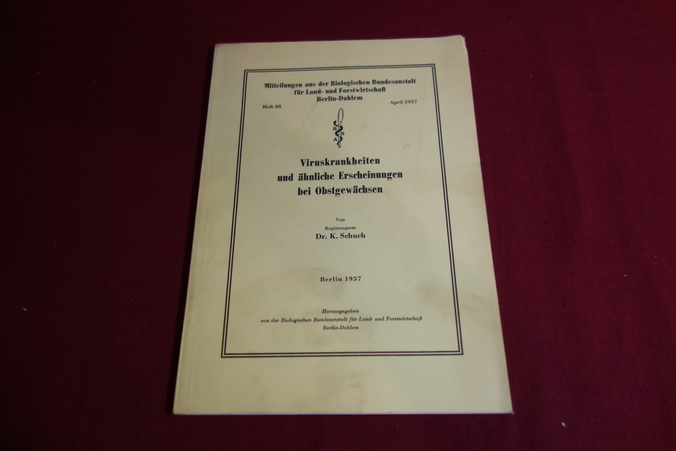 Mitteilungen aus der Biologischen Bundesanstalt
für Land- und Forstwirtschaft
Berlin-Dahlem
Heft 88 April 1957
Viruskrankheiten
und ähnliche Erscheinungen
bei Obstgewächsen
Von
Regierungsrat
Dr. K. Schuch
Berlin 1957
Herausgegeben
von der Biologischen Bundesanstalt für Land- und Forstwirtschaft
Berlin-Dahlem